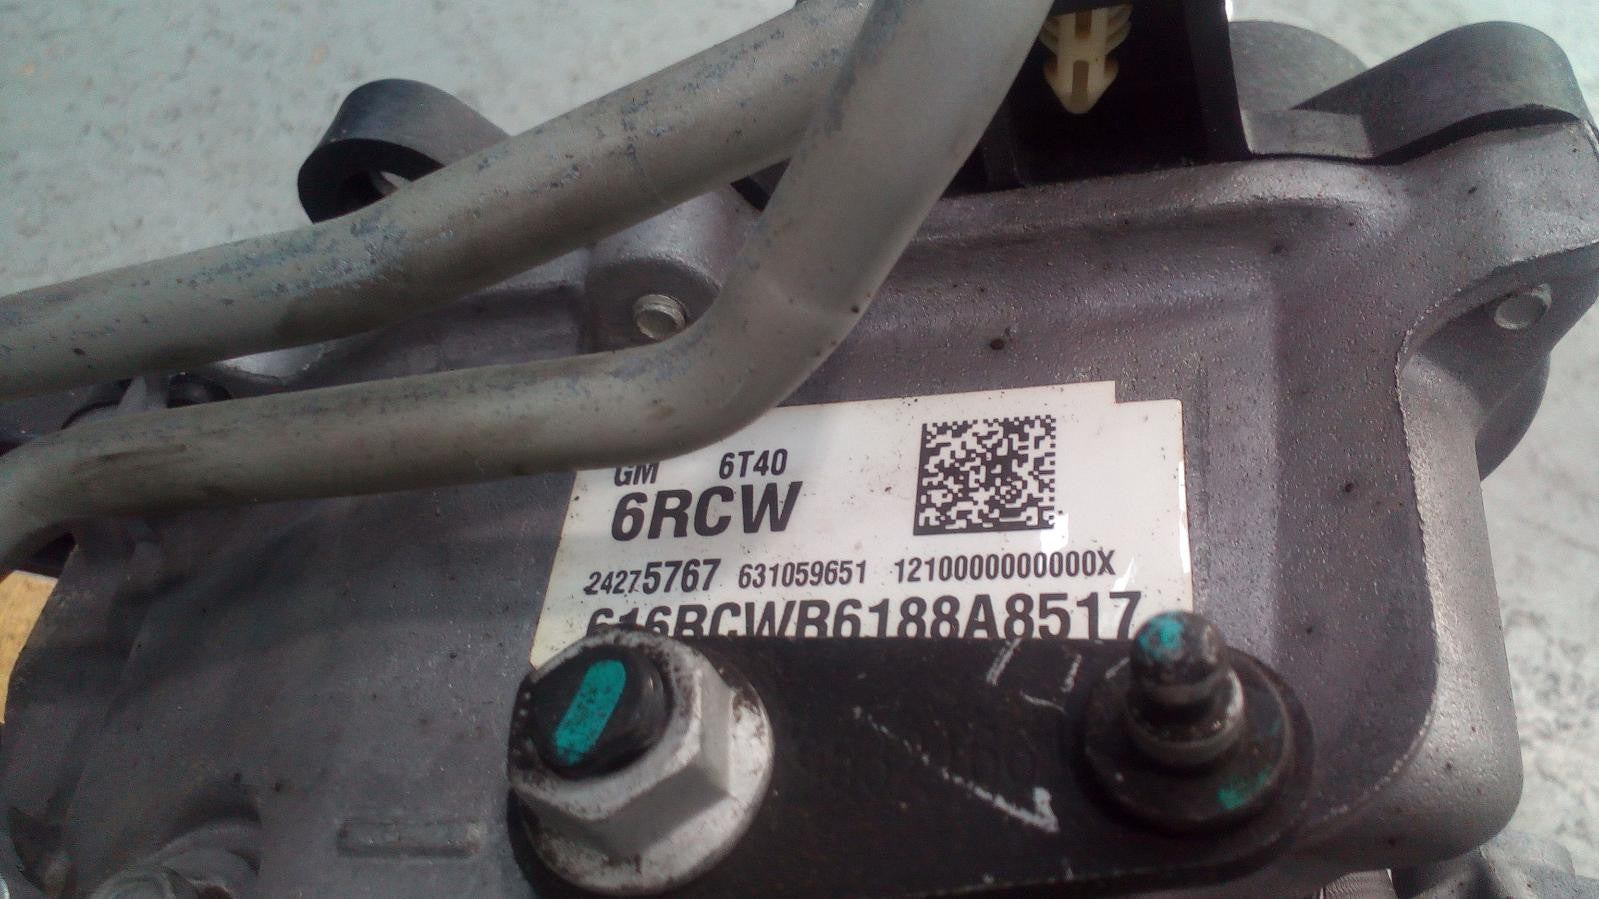 GM 6T40
6RCW
24275767 631059651 1210000000000X
616RCWB6188A8517